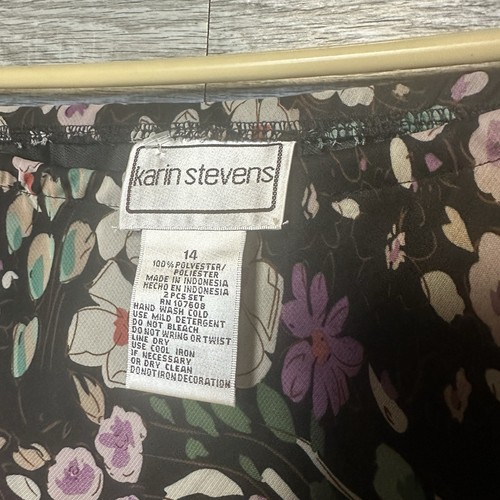 karin stevens
14
100% POLYESTER/
POLIESTER
MADE IN INDONESIA
HECHO EN INDONESIA
2 PCS SET
RN 107608
HAND WASH COLD
USE MILD DETERGENT
DO NOT BLEACH
DO NOT WRING OR TWIST
LINE DRY
USE COOL IRON
IF NECESSARY
OR DRY CLEAN
DO NOT IRON DECORATION